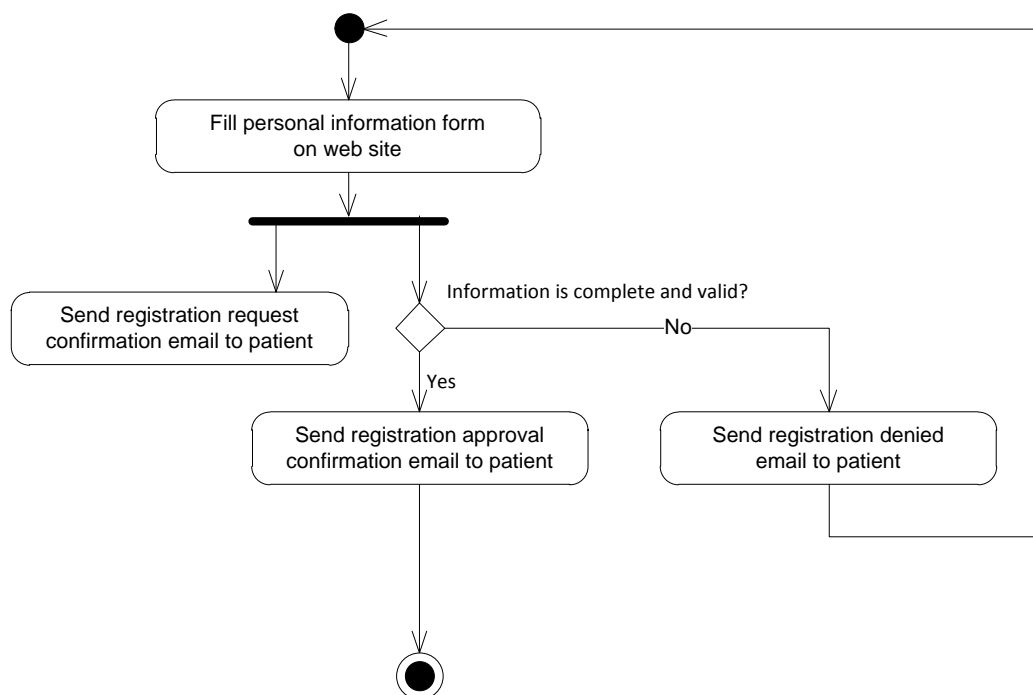 Fill personal information form
on web site
Information is complete and valid?
Send registration request
confirmation email to patient
No
Yes
Send registration approval
confirmation email to patient
Send registration denied
email to patient